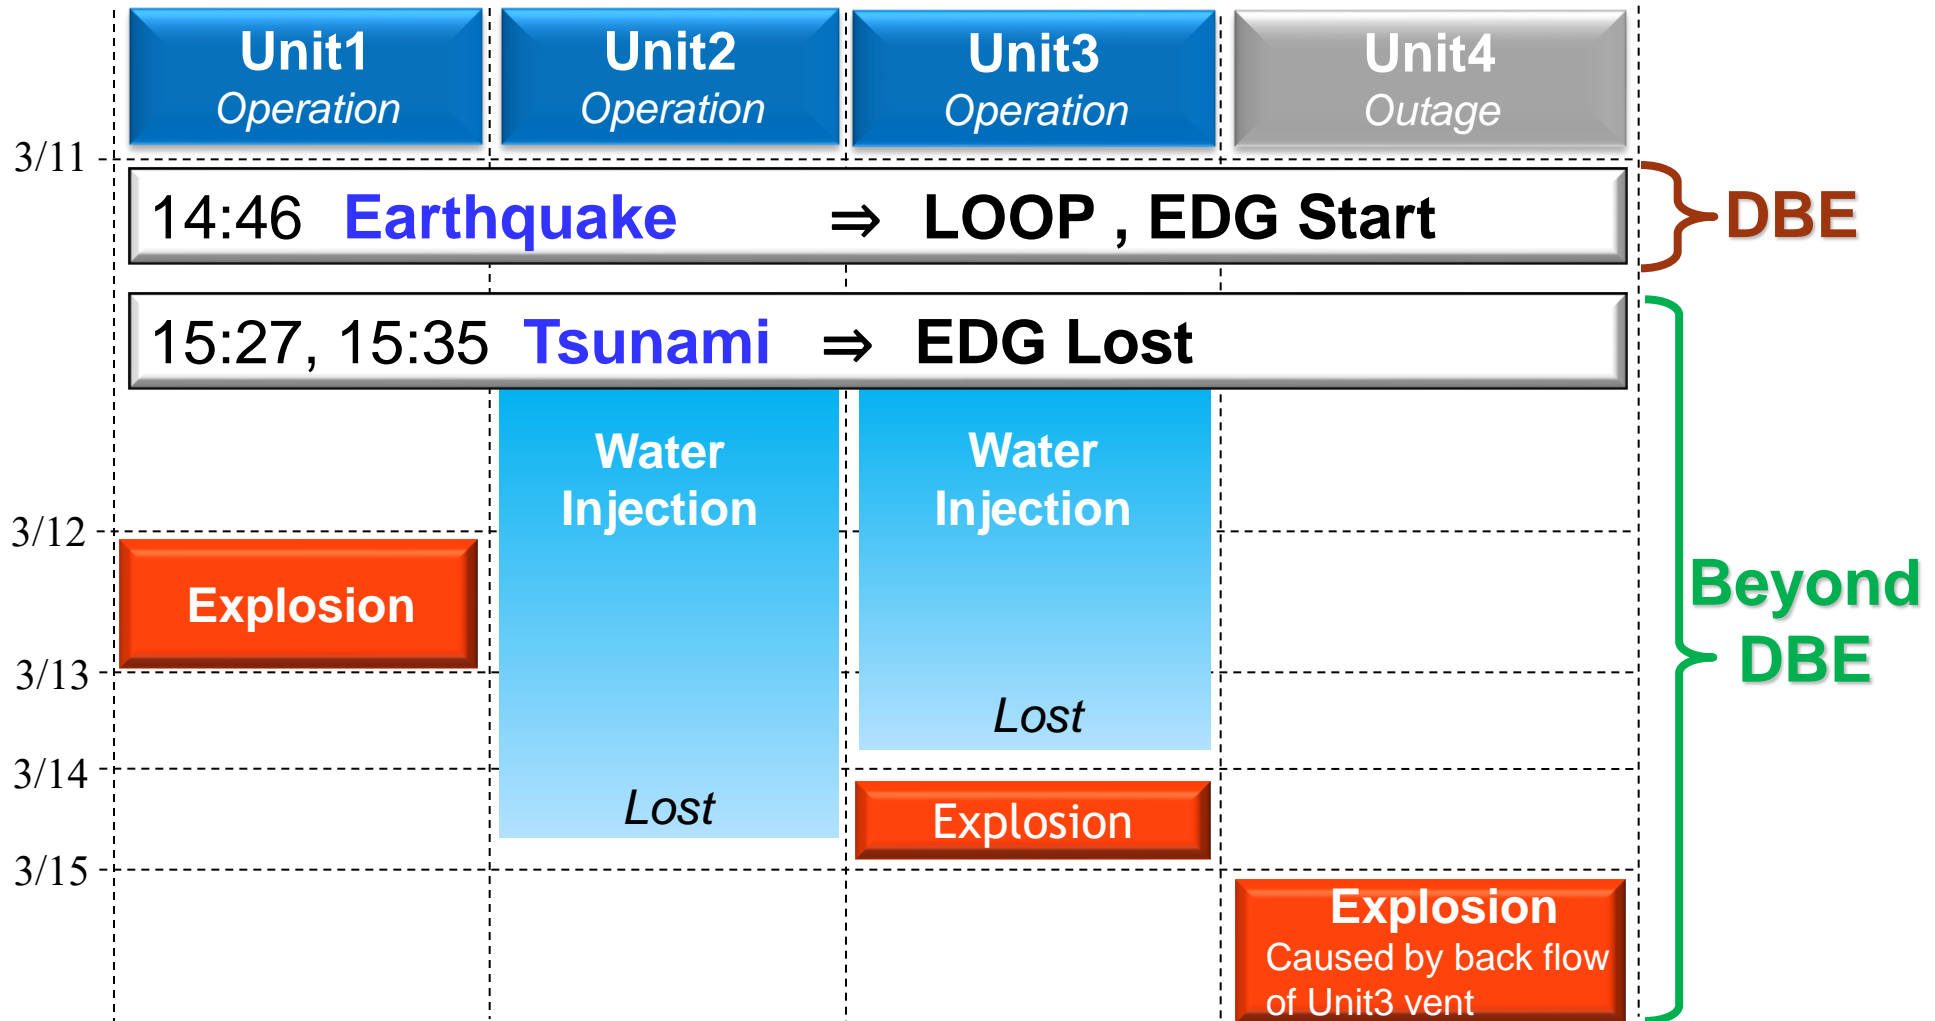 Unit1
Operation
Unit2
Operation
Unit3
Operation
Unit4
Outage
3/11
14:46 Earthquake ⇒ LOOP , EDG Start
DBE
15:27, 15:35 Tsunami ⇒ EDG Lost
Water
Injection
Water
Injection
3/12
Explosion
Beyond
DBE
3/13
Lost
3/14
Lost
Explosion
3/15
Explosion
Caused by back flow
of Unit3 vent